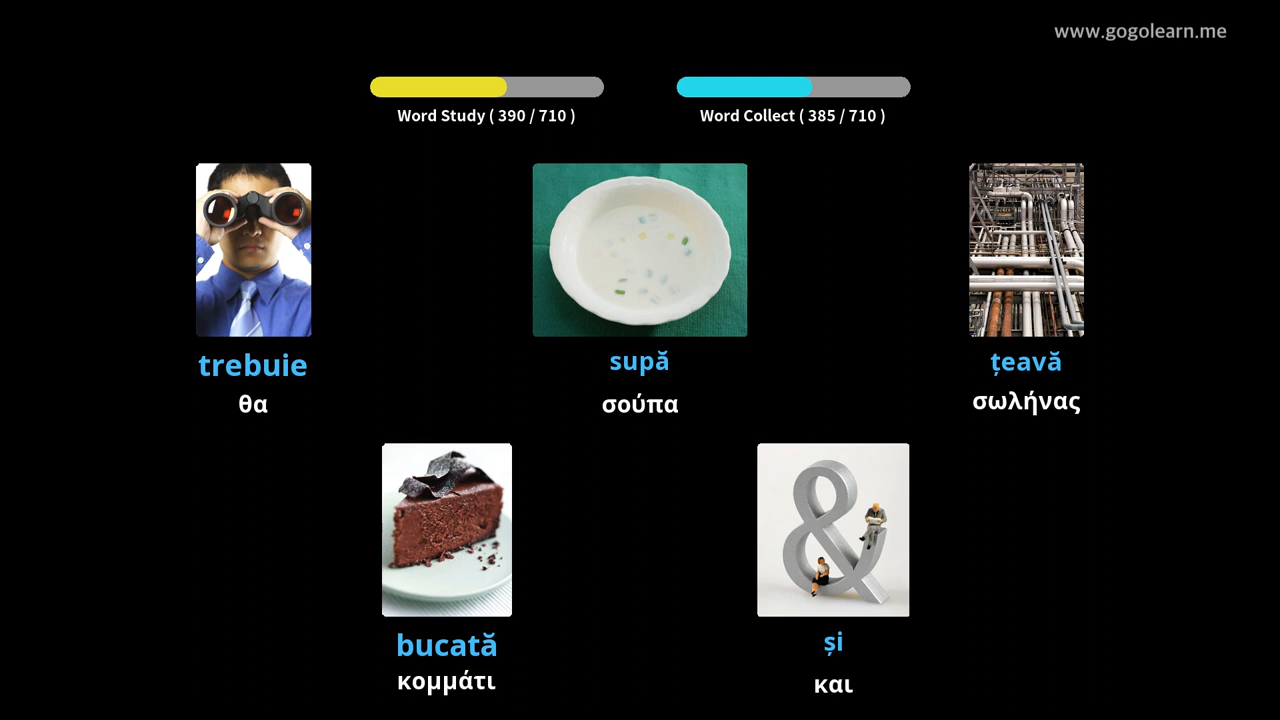 www.gogolearn.me
Word Study ( 390 / 710 )
Word Collect ( 385 / 710 )
trebuie
θα
supă
σούπα
țeavă
σωλήνας
bucată
κομμάτι
și
και